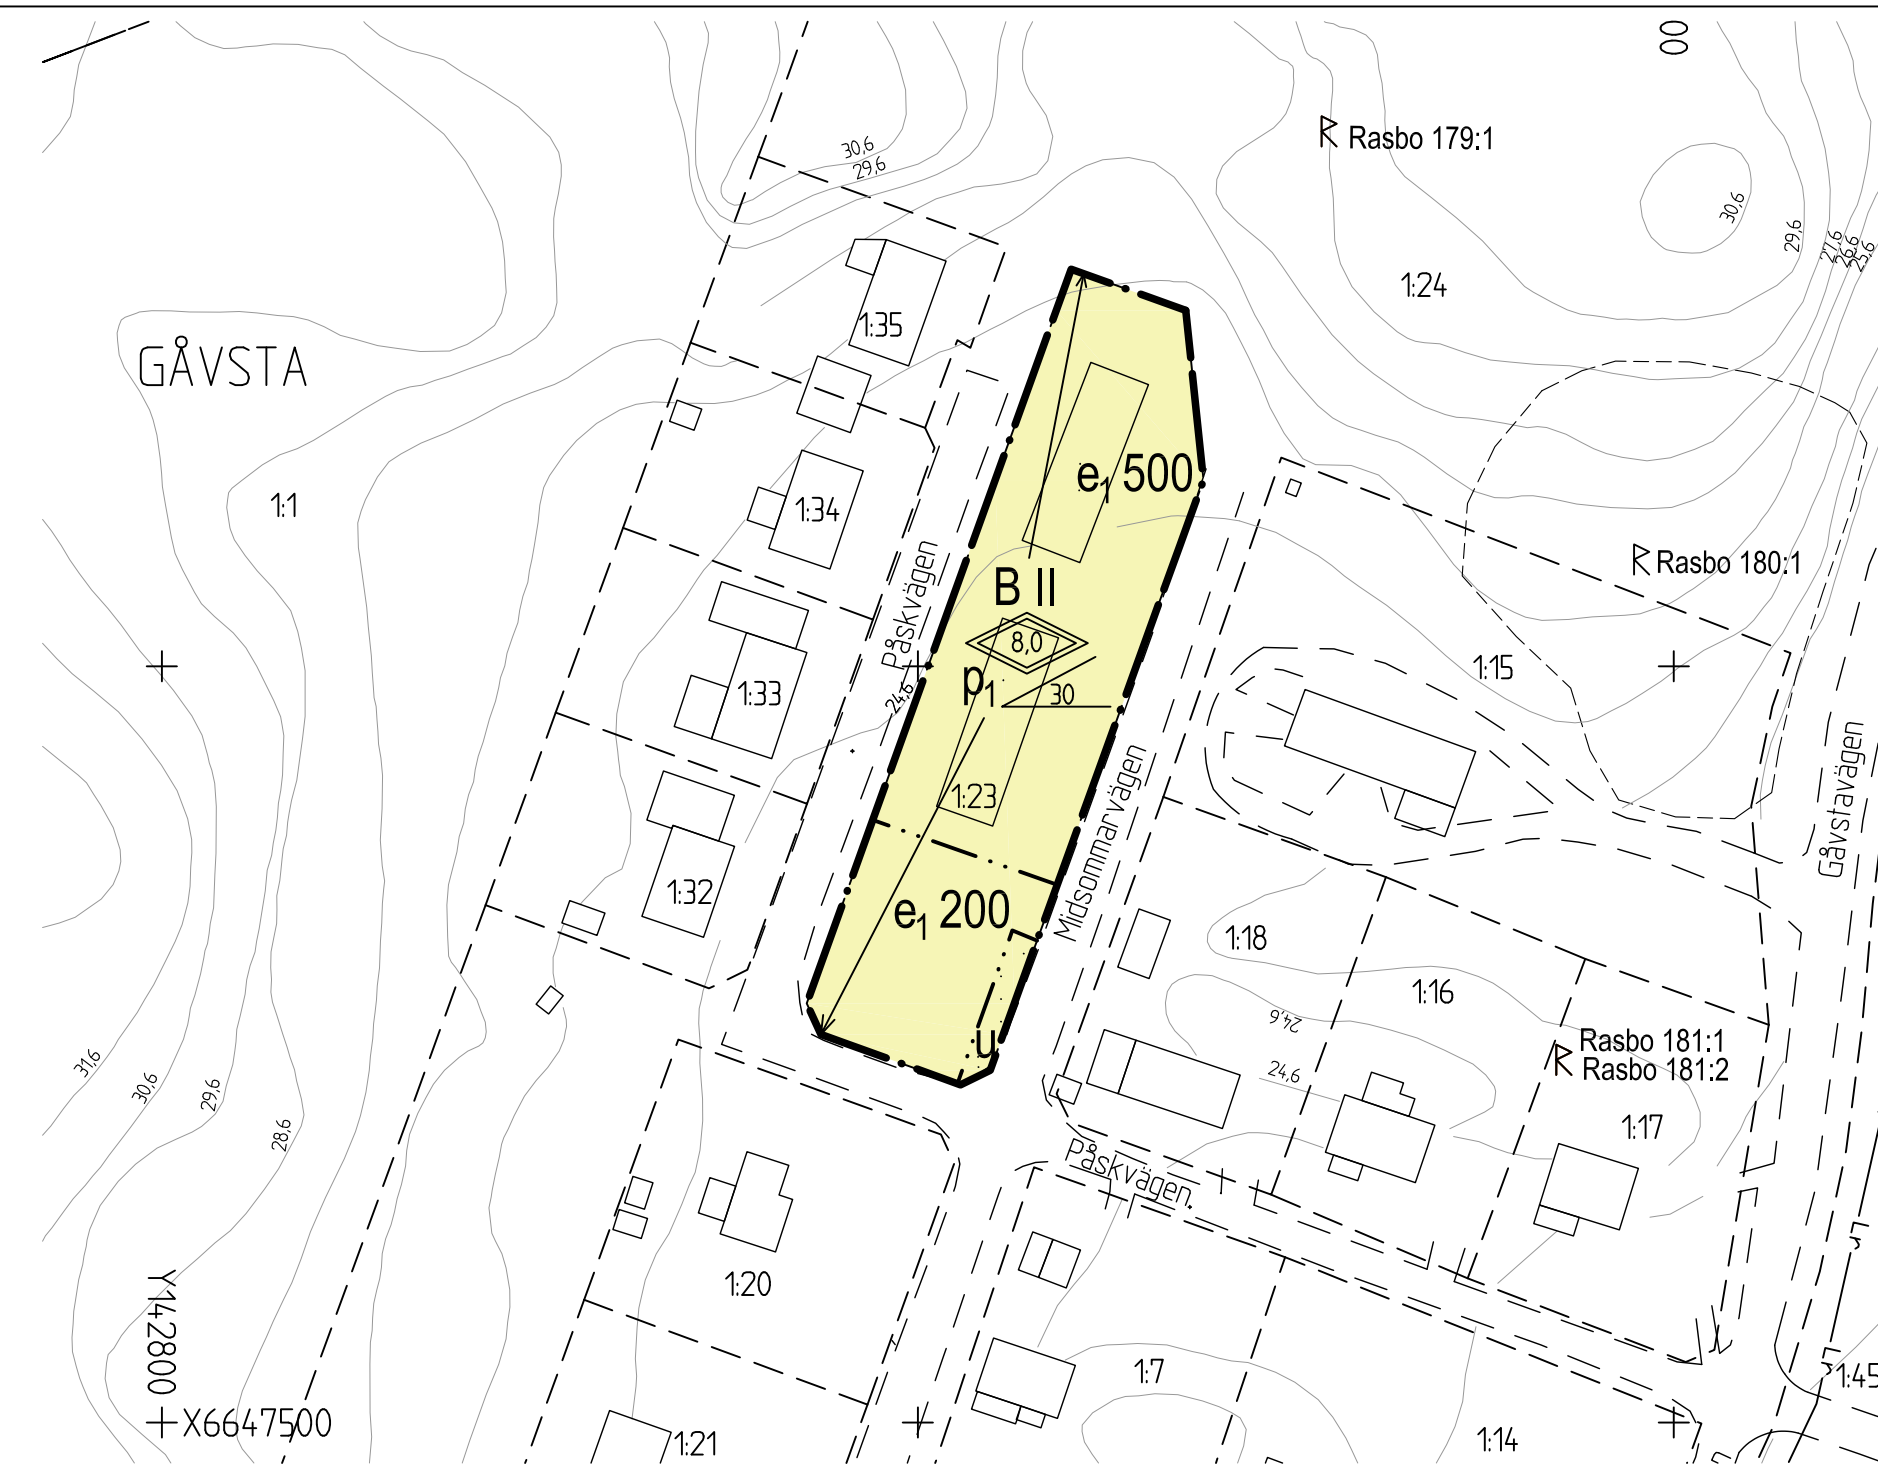 00
Rasbo 179:1
30,6
29,6
30,6
29,6
27,6
26,6
25,6
1:24
1:35
GÅVSTA
1:1
1:34
e1 500
Påskvägen
Rasbo 180:1
B II
8,0
1:15
p1
30
24,6
1:33
Midsommarvägen
Gåvstavägen
1:23
1:32
e1 200
1:18
1:16
24,6
u
Rasbo 181:1
Rasbo 181:2
24,6
31,6
30,6
29,6
28,6
1:17
Påskvägen
1:20
Y142800
1:7
1:45
X6647500
1:21
1:14